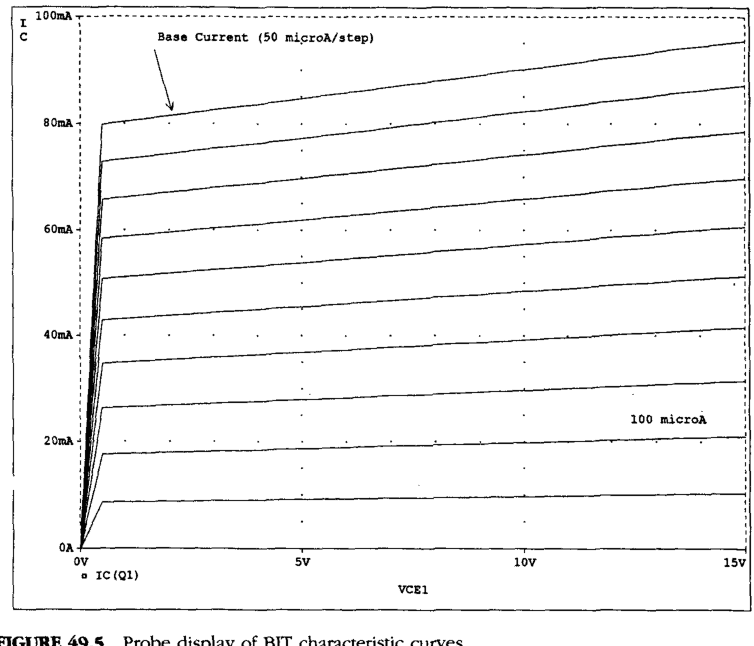 I
C
100mA
Base Current (50 microA/step)
80mA
60mA
40mA
100 microA
20mA
0A
0V
5V
10V
15V
IC(Q1)
VCE1
FIGURE 49.5 Probe display of BJT characteristic curves